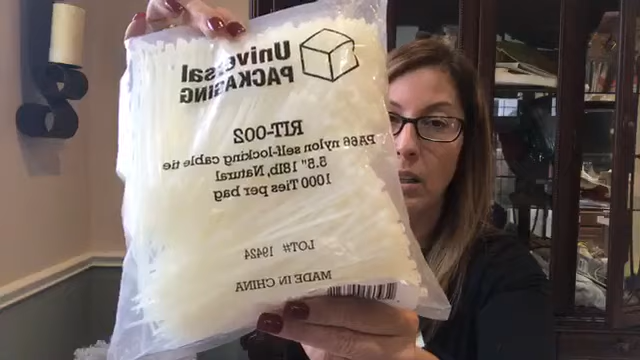 Universal
PACKAGING
RIT-002
PA66 nylon self-locking cable tie
5.5" 18lb, Natural
1000 Ties per bag
LOT# 19424
MADE IN CHINA